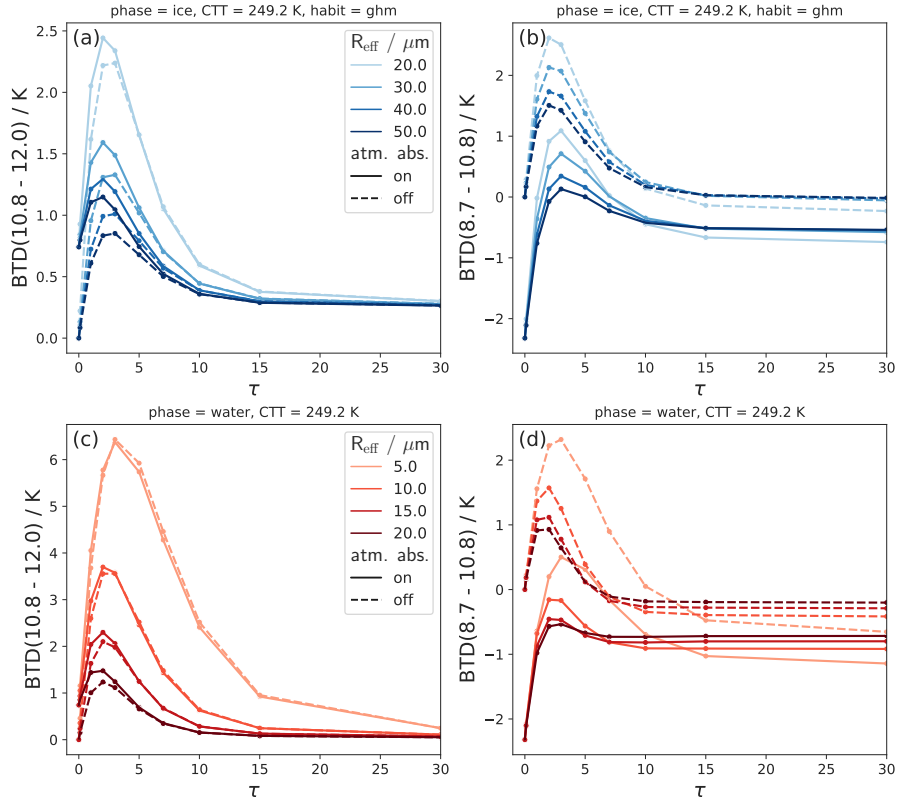 phase = ice, CTT = 249.2 K, habit = ghm
(a)
R_eff / μm
20.0
30.0
40.0
50.0
atm. abs.
on
off
BTD(10.8 - 12.0) / K
2.5
2.0
1.5
1.0
0.5
0.0
0 5 10 15 20 25 30
τ
phase = ice, CTT = 249.2 K, habit = ghm
(b)
BTD(8.7 - 10.8) / K
2
1
0
−1
−2
0 5 10 15 20 25 30
τ
phase = water, CTT = 249.2 K
(c)
R_eff / μm
5.0
10.0
15.0
20.0
atm. abs.
on
off
BTD(10.8 - 12.0) / K
6
5
4
3
2
1
0
0 5 10 15 20 25 30
τ
phase = water, CTT = 249.2 K
(d)
BTD(8.7 - 10.8) / K
2
1
0
−1
−2
0 5 10 15 20 25 30
τ